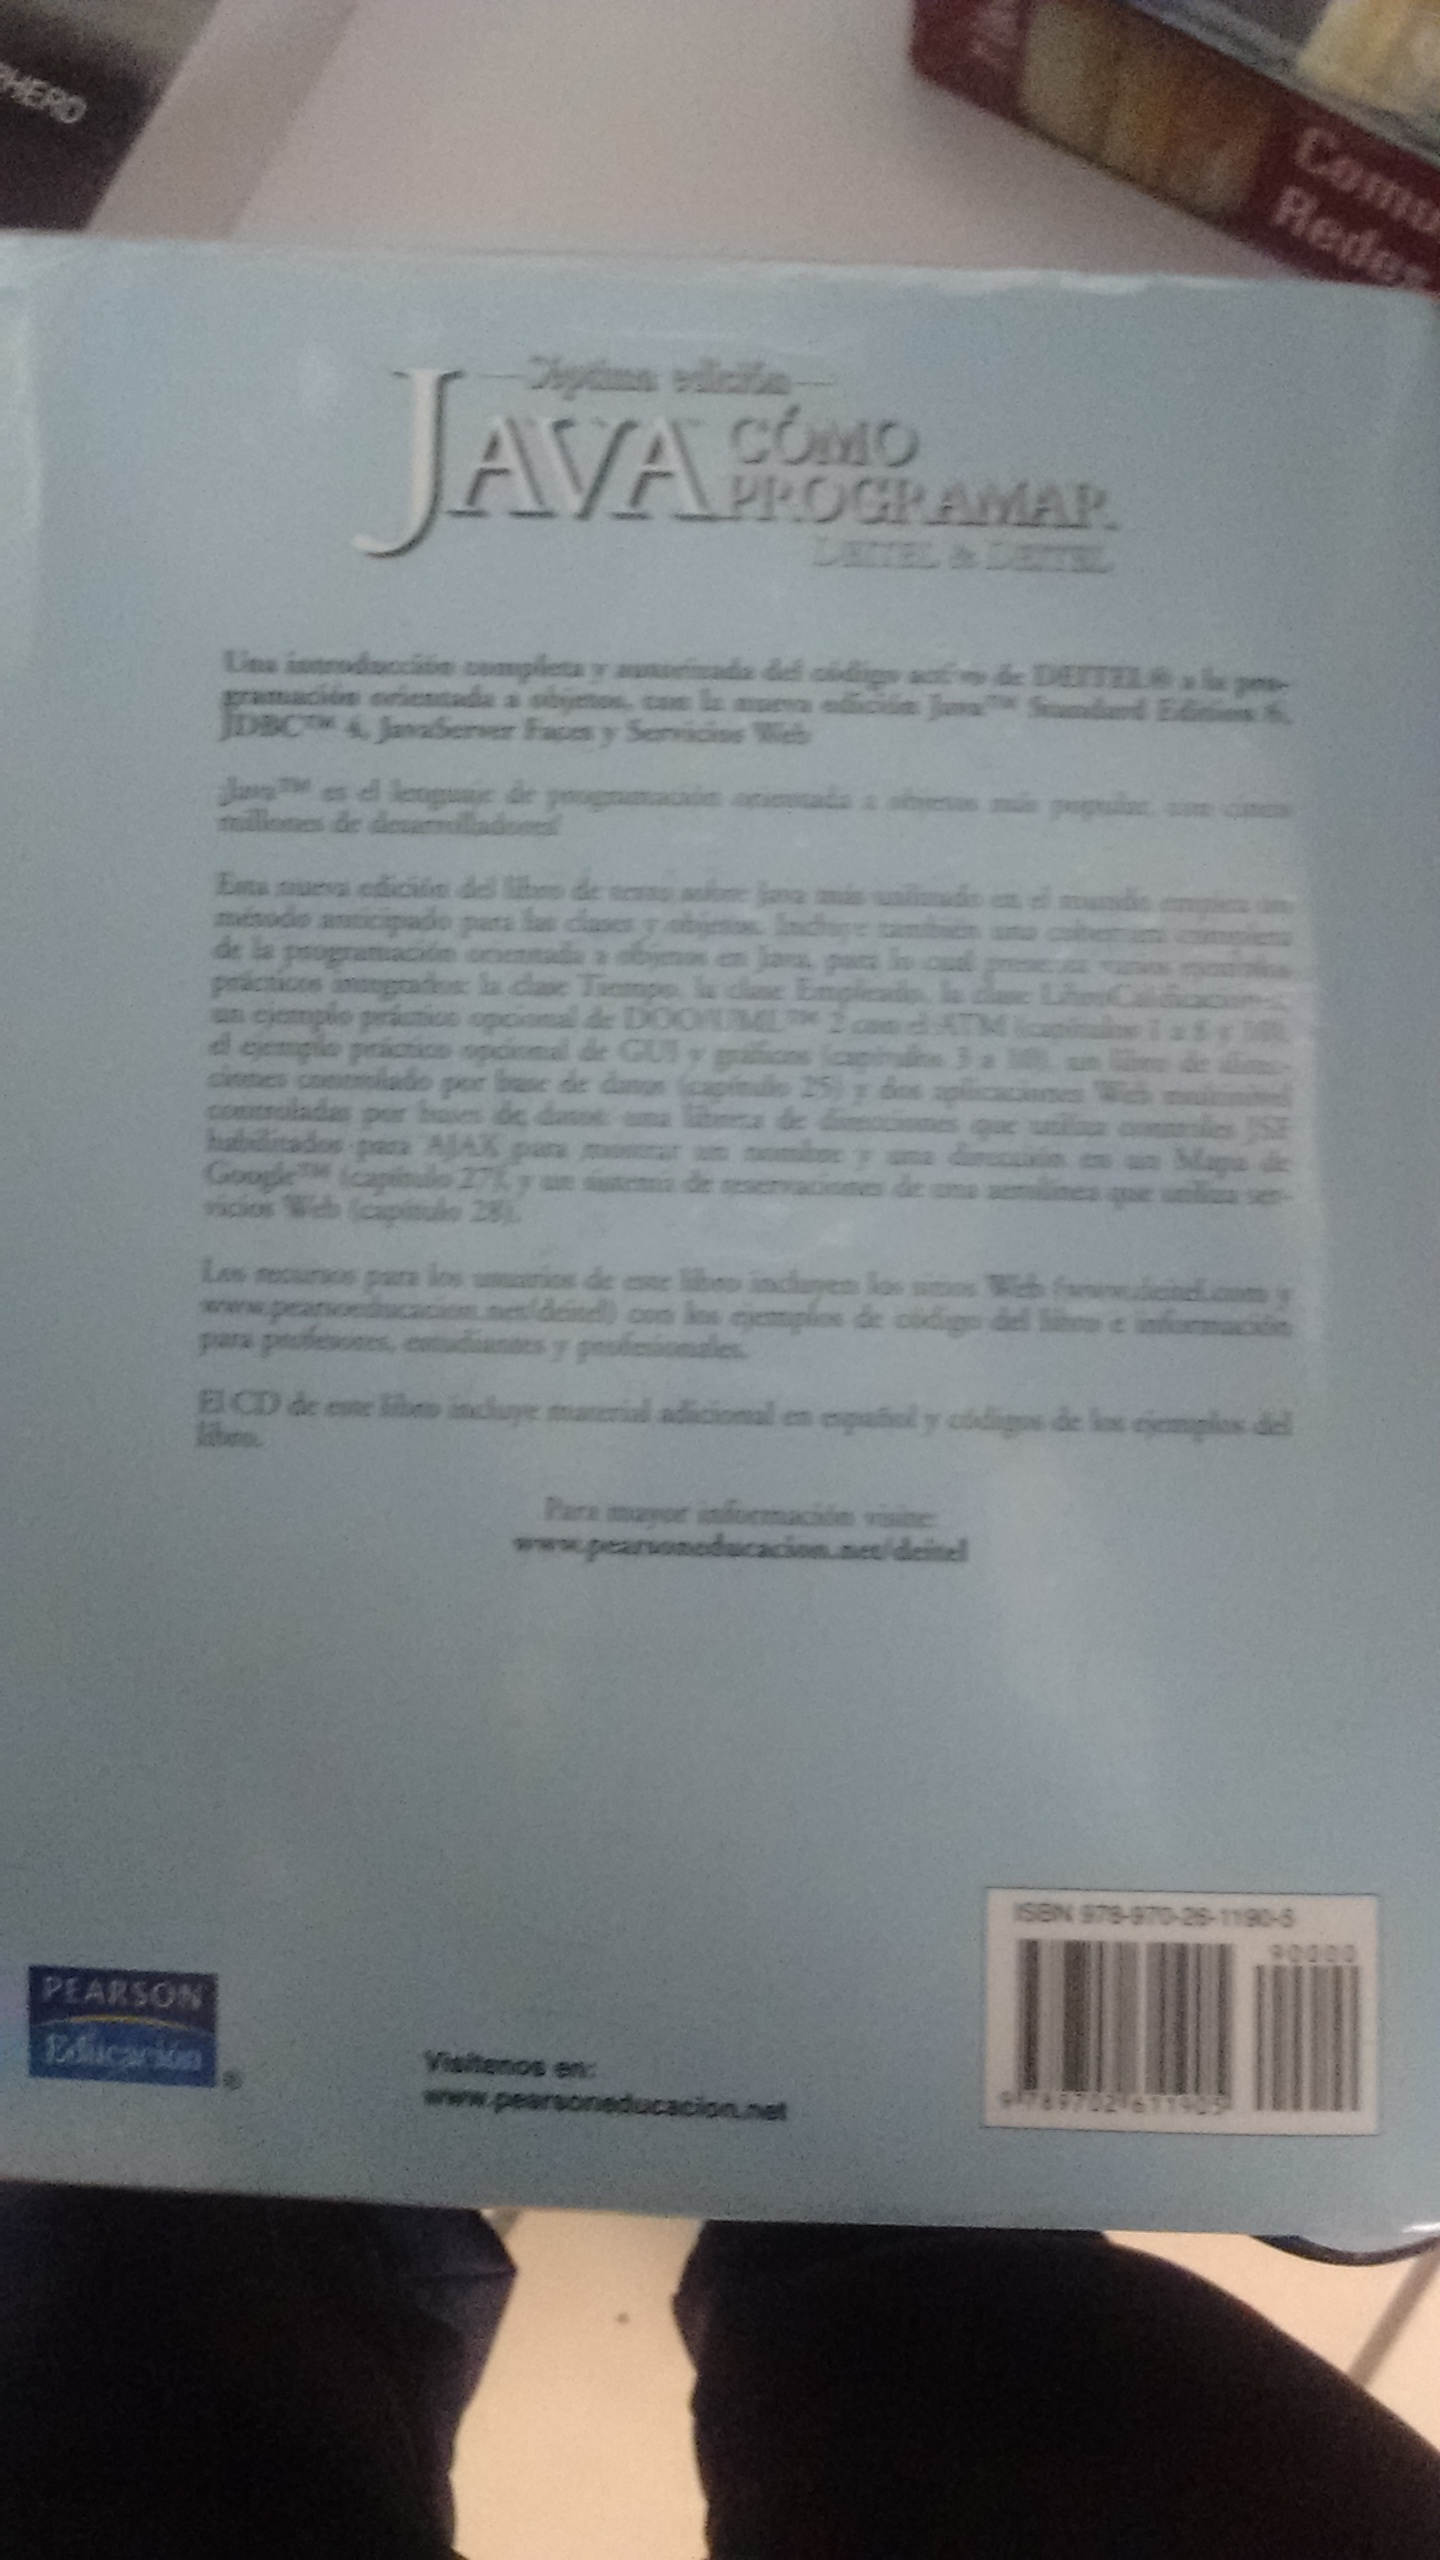 PHERO
Comu
Redes
Séptima edición
JAVA CÓMO
PROGRAMAR
DEITEL & DEITEL
Una introducción completa y autorizada del código activo de DEITEL® a la pro-
gramación orientada a objetos, con la nueva edición Java™ Standard Edition 6,
JDBC™ 4, JavaServer Faces y Servicios Web
¡Java™ es el lenguaje de programación orientada a objetos más popular, con cinco
millones de desarrolladores!
Esta nueva edición del libro de texto sobre Java más utilizado en el mundo emplea un
método anticipado para las clases y objetos. Incluye también una cobertura completa
de la programación orientada a objetos en Java, para lo cual presenta varios ejemplos
prácticos integrados: la clase Tiempo, la clase Empleado, la clase LibroCalificaciones,
un ejemplo práctico opcional de DOO/UML™ 2 con el ATM (capítulos 1 a 8 y 10),
el ejemplo práctico opcional de GUI y gráficos (capítulos 3 a 10), un libro de direc-
ciones controlado por base de datos (capítulo 25) y dos aplicaciones Web multinivel
controladas por bases de datos: una libreta de direcciones que utiliza controles JSF
habilitados para AJAX para mostrar un nombre y una dirección en un Mapa de
Google™ (capítulo 27), y un sistema de reservaciones de una aerolínea que utiliza ser-
vicios Web (capítulo 28).
Los recursos para los usuarios de este libro incluyen los sitios Web (www.deitel.com y
www.pearsoneducacion.net/deitel) con los ejemplos de código del libro e información
para profesores, estudiantes y profesionales.
El CD de este libro incluye material adicional en español y códigos de los ejemplos del
libro.
Para mayor información visite:
www.pearsoneducacion.net/deitel
ISBN 978-970-26-1190-5
90000
9 789702 611905
PEARSON
Educación
®
Visítenos en:
www.pearsoneducacion.net